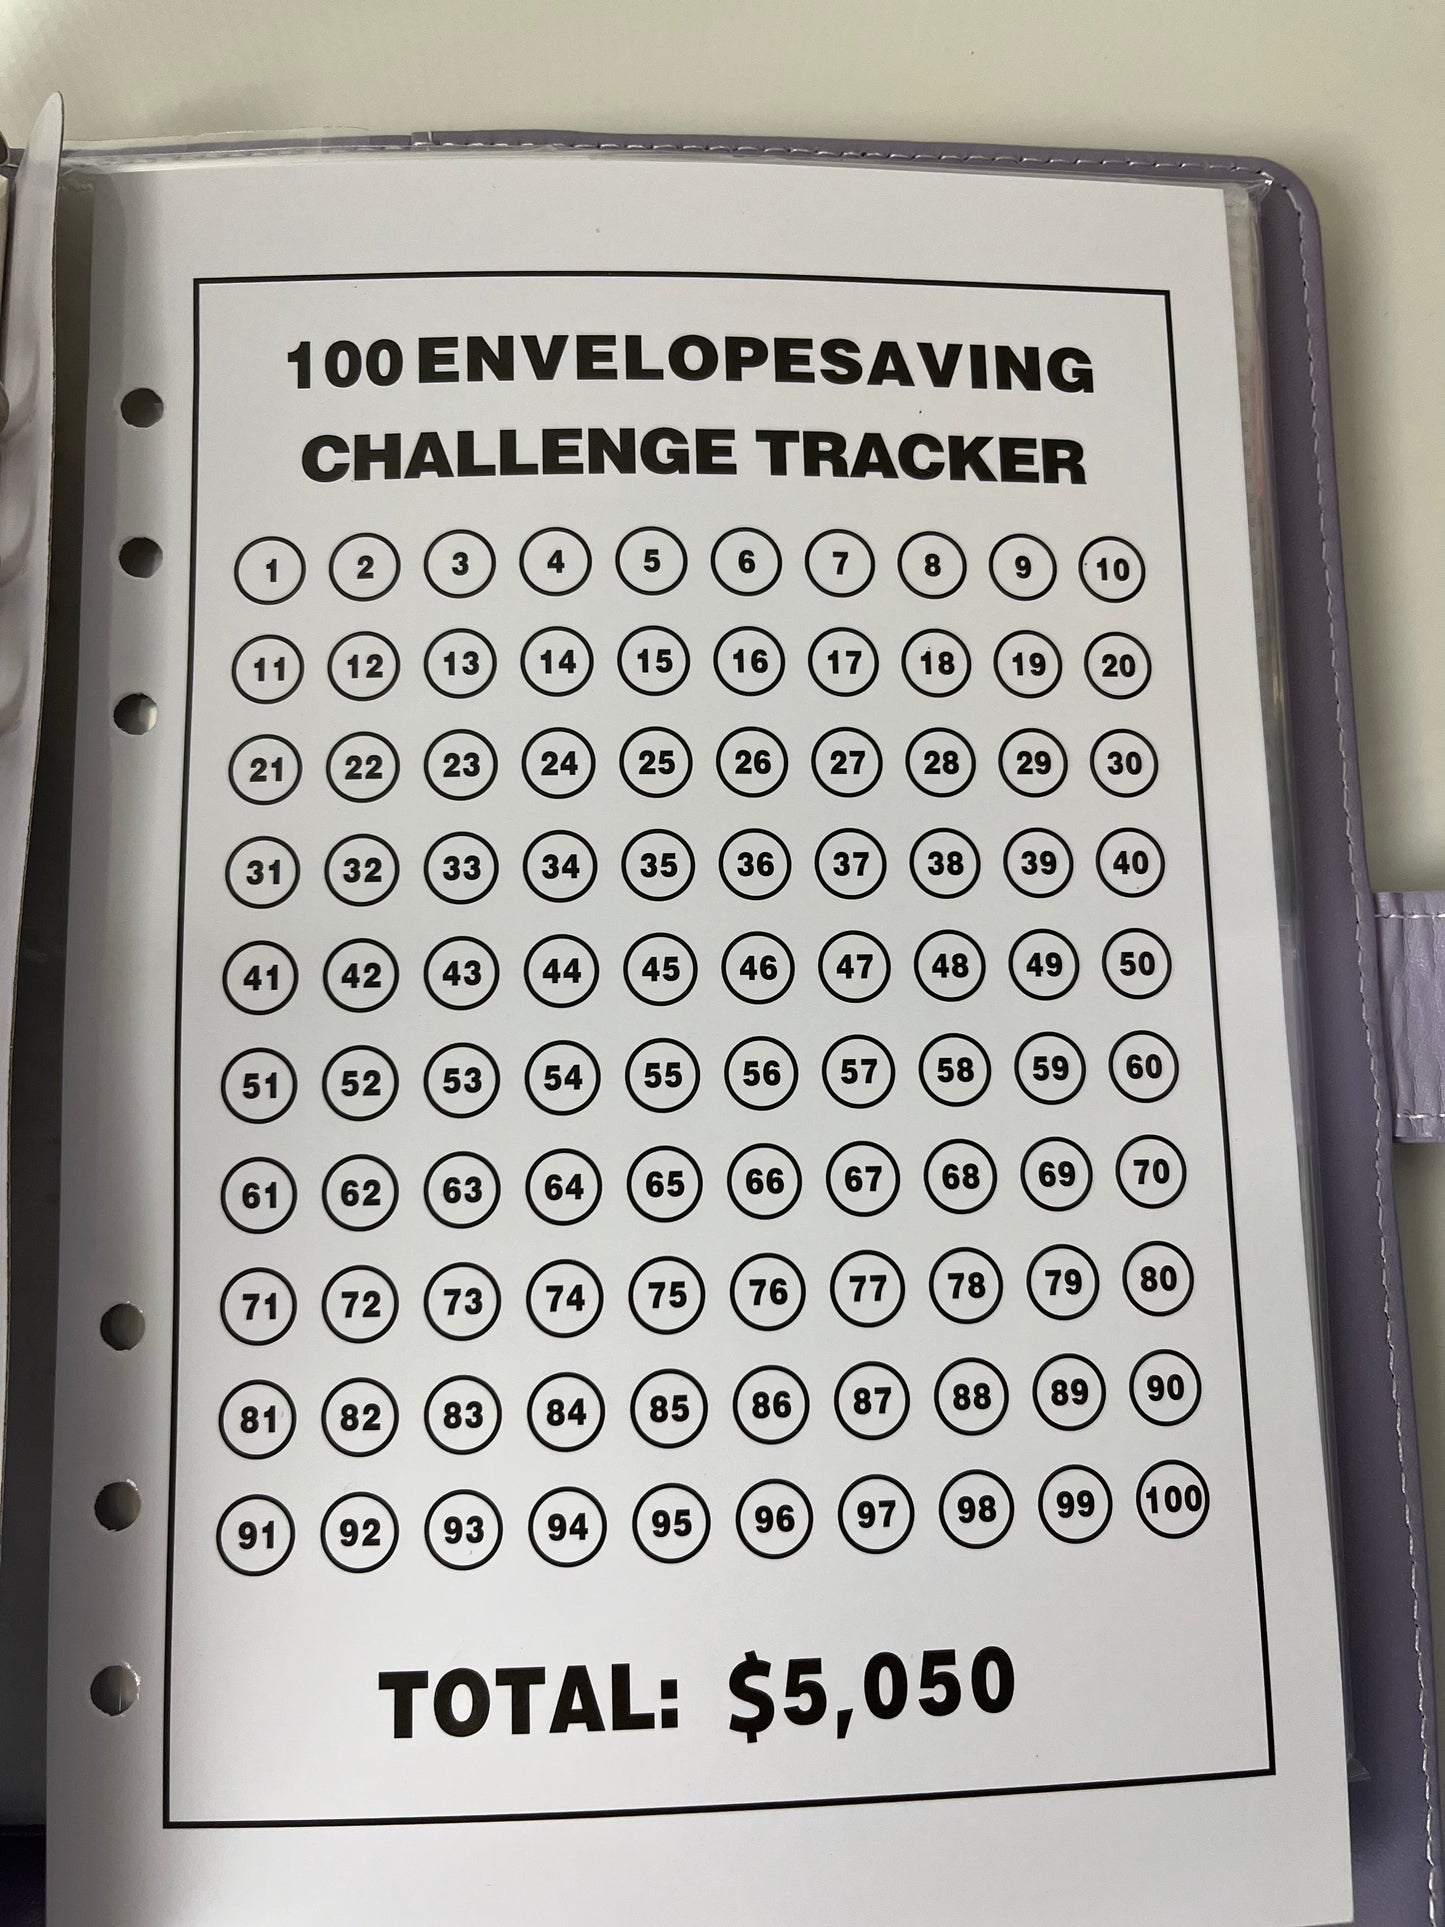 100 ENVELOPESAVING
CHALLENGE TRACKER
1 2 3 4 5 6 7 8 9 10
11 12 13 14 15 16 17 18 19 20
21 22 23 24 25 26 27 28 29 30
31 32 33 34 35 36 37 38 39 40
41 42 43 44 45 46 47 48 49 50
51 52 53 54 55 56 57 58 59 60
61 62 63 64 65 66 67 68 69 70
71 72 73 74 75 76 77 78 79 80
81 82 83 84 85 86 87 88 89 90
91 92 93 94 95 96 97 98 99 100
TOTAL: $5,050